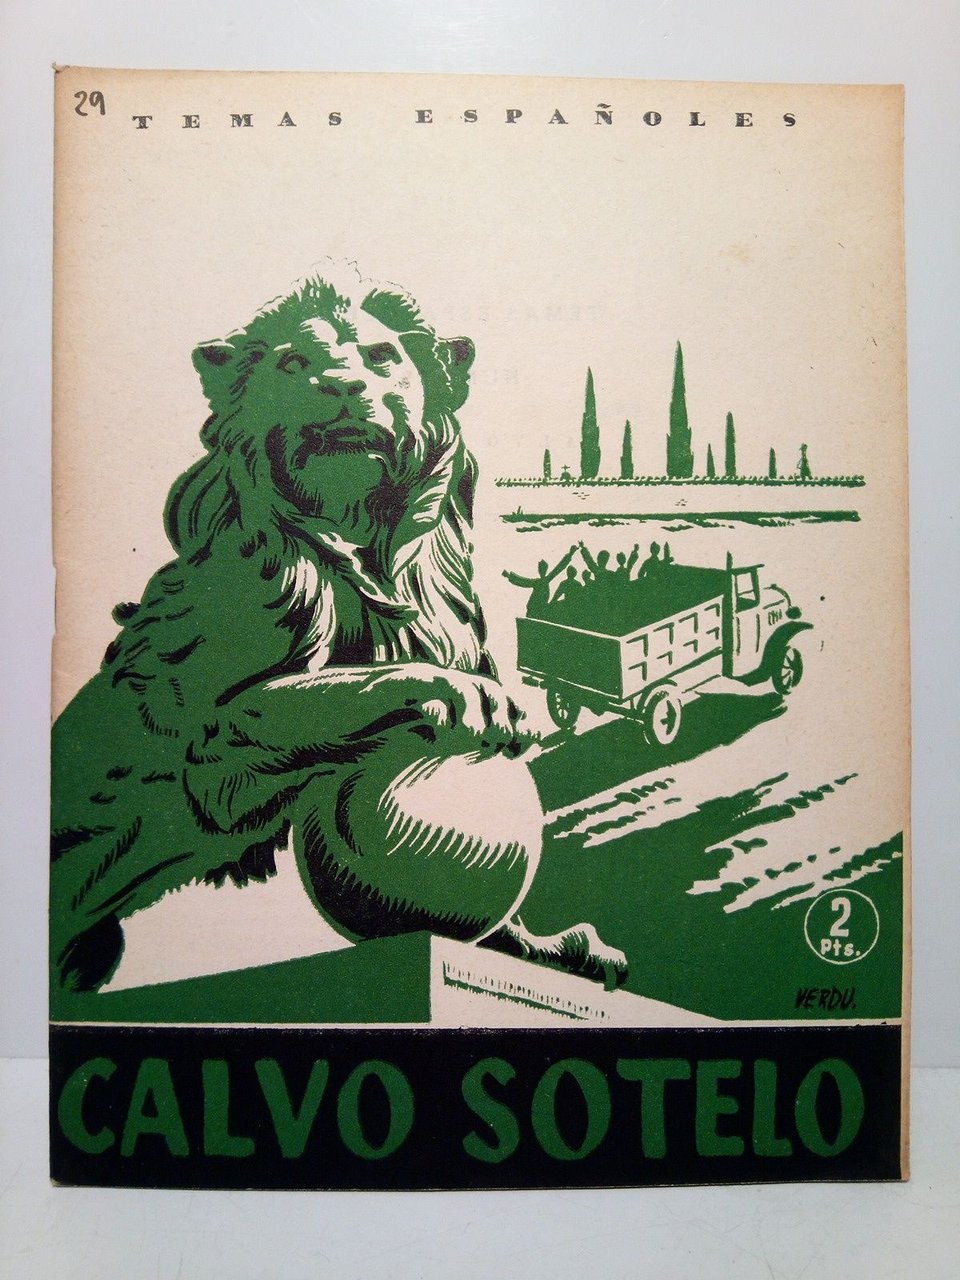 29
TEMAS ESPAÑOLES
2
Pts.
VERDU.
CALVO SOTELO